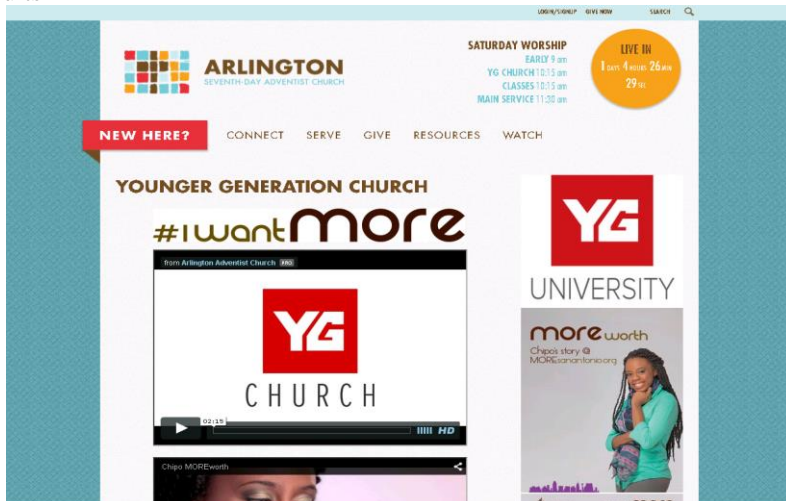 LOGIN/SIGNUP GIVE NOW SEARCH
ARLINGTON
SEVENTH-DAY ADVENTIST CHURCH
SATURDAY WORSHIP
EARLY 9 am
YG CHURCH 10:15 am
CLASSES 10:15 am
MAIN SERVICE 11:30 am
LIVE IN
1 DAYS 4 HOURS 26 MIN
29 SEC
NEW HERE? CONNECT SERVE GIVE RESOURCES WATCH
YOUNGER GENERATION CHURCH
#IwantMORE
from Arlington Adventist Church PRO
YG
CHURCH
02:19
HD
Chipo MOREworth
YG
UNIVERSITY
more worth
Chipo's story @
MOREsanantonio.org